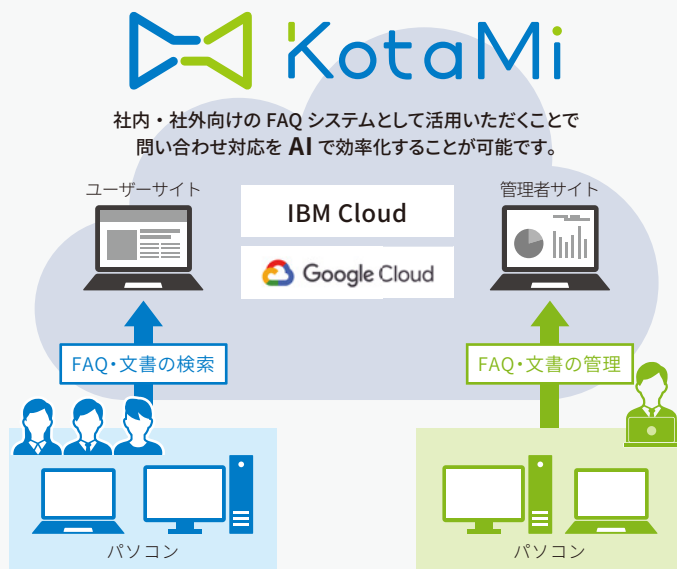 KotaMi
社内・社外向けの FAQ システムとして活用いただくことで
問い合わせ対応を AI で効率化することが可能です。
ユーザーサイト
管理者サイト
IBM Cloud
Google Cloud
FAQ・文書の検索
FAQ・文書の管理
パソコン
パソコン